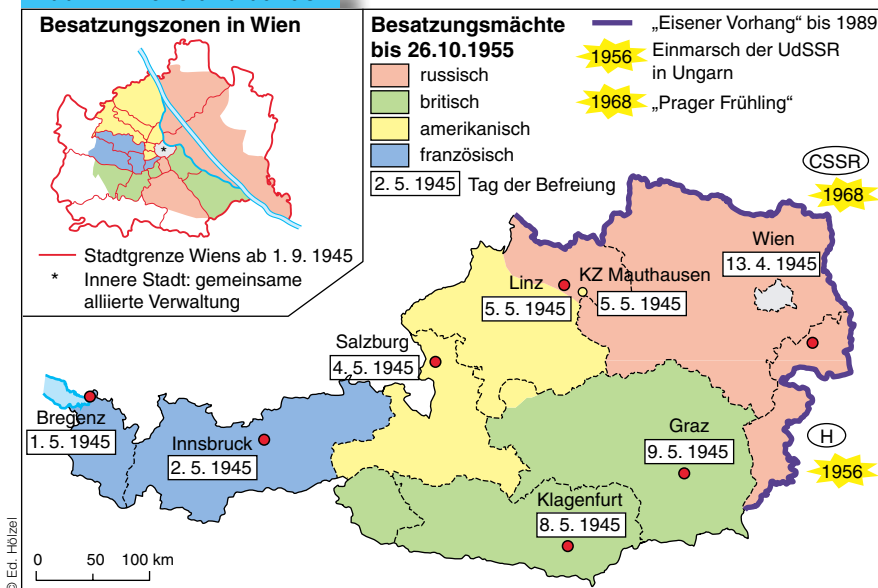 Besatzungszonen in Wien
Stadtgrenze Wiens ab 1. 9. 1945
* Innere Stadt: gemeinsame
alliierte Verwaltung
*
Besatzungsmächte
bis 26.10.1955
russisch
britisch
amerikanisch
französisch
2. 5. 1945 Tag der Befreiung
„Eisener Vorhang“ bis 1989
1956 Einmarsch der UdSSR
in Ungarn
1968 „Prager Frühling“
CSSR
1968
Wien
13. 4. 1945
Linz
5. 5. 1945
KZ Mauthausen
5. 5. 1945
Salzburg
4. 5. 1945
Bregenz
1. 5. 1945
Innsbruck
2. 5. 1945
Graz
9. 5. 1945
H
1956
Klagenfurt
8. 5. 1945
0 50 100 km
© Ed. Hölzel